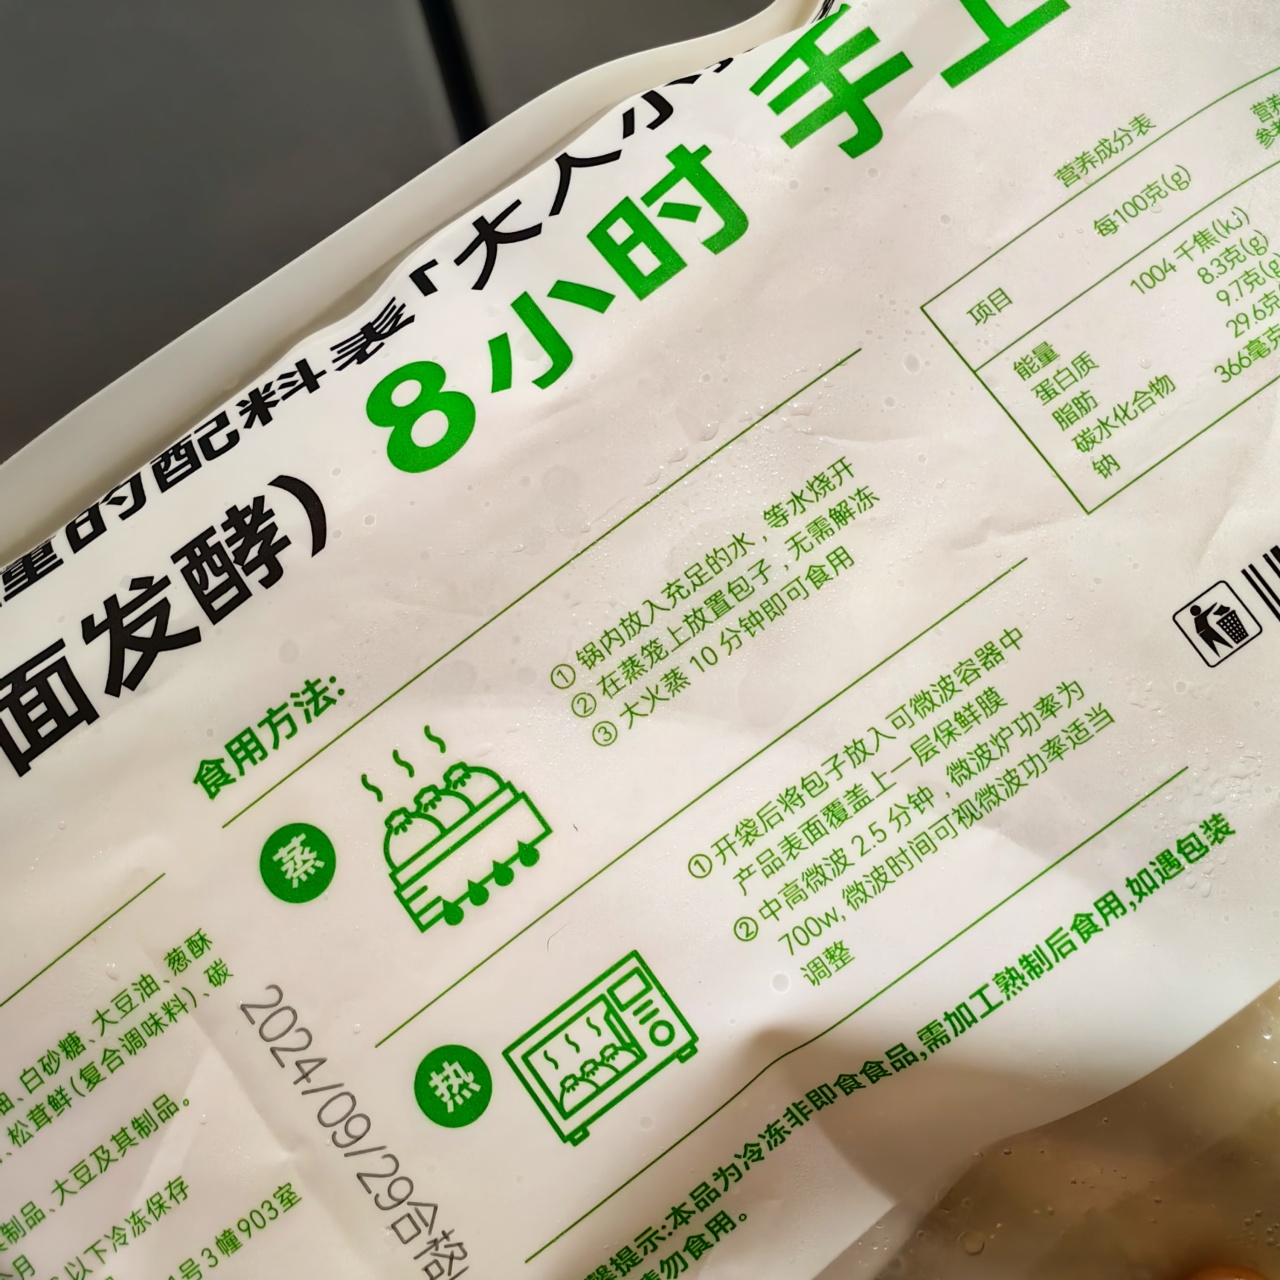 的配料表「大人小
8小时 手
面发酵)
营养成分表
每100克(g)
项目
能量 1004 千焦(kJ)
蛋白质 8.3克(g)
脂肪 9.7克(g)
碳水化合物 29.6克
钠 366毫克
食用方法:
蒸
① 锅内放入充足的水，等水烧开
② 在蒸笼上放置包子，无需解冻
③ 大火蒸 10 分钟即可食用
热
① 开袋后将包子放入可微波容器中
产品表面覆盖上一层保鲜膜
② 中高微波 2.5 分钟，微波炉功率为
700w, 微波时间可视微波功率适当
调整
提示:本品为冷冻非即食食品,需加工熟制后食用,如遇包装
请勿食用。
油、白砂糖、大豆油、葱酥
、松茸鲜(复合调味料)、碳
制品、大豆及其制品。
以下冷冻保存
个月
号3幢903室
2024/09/29合格